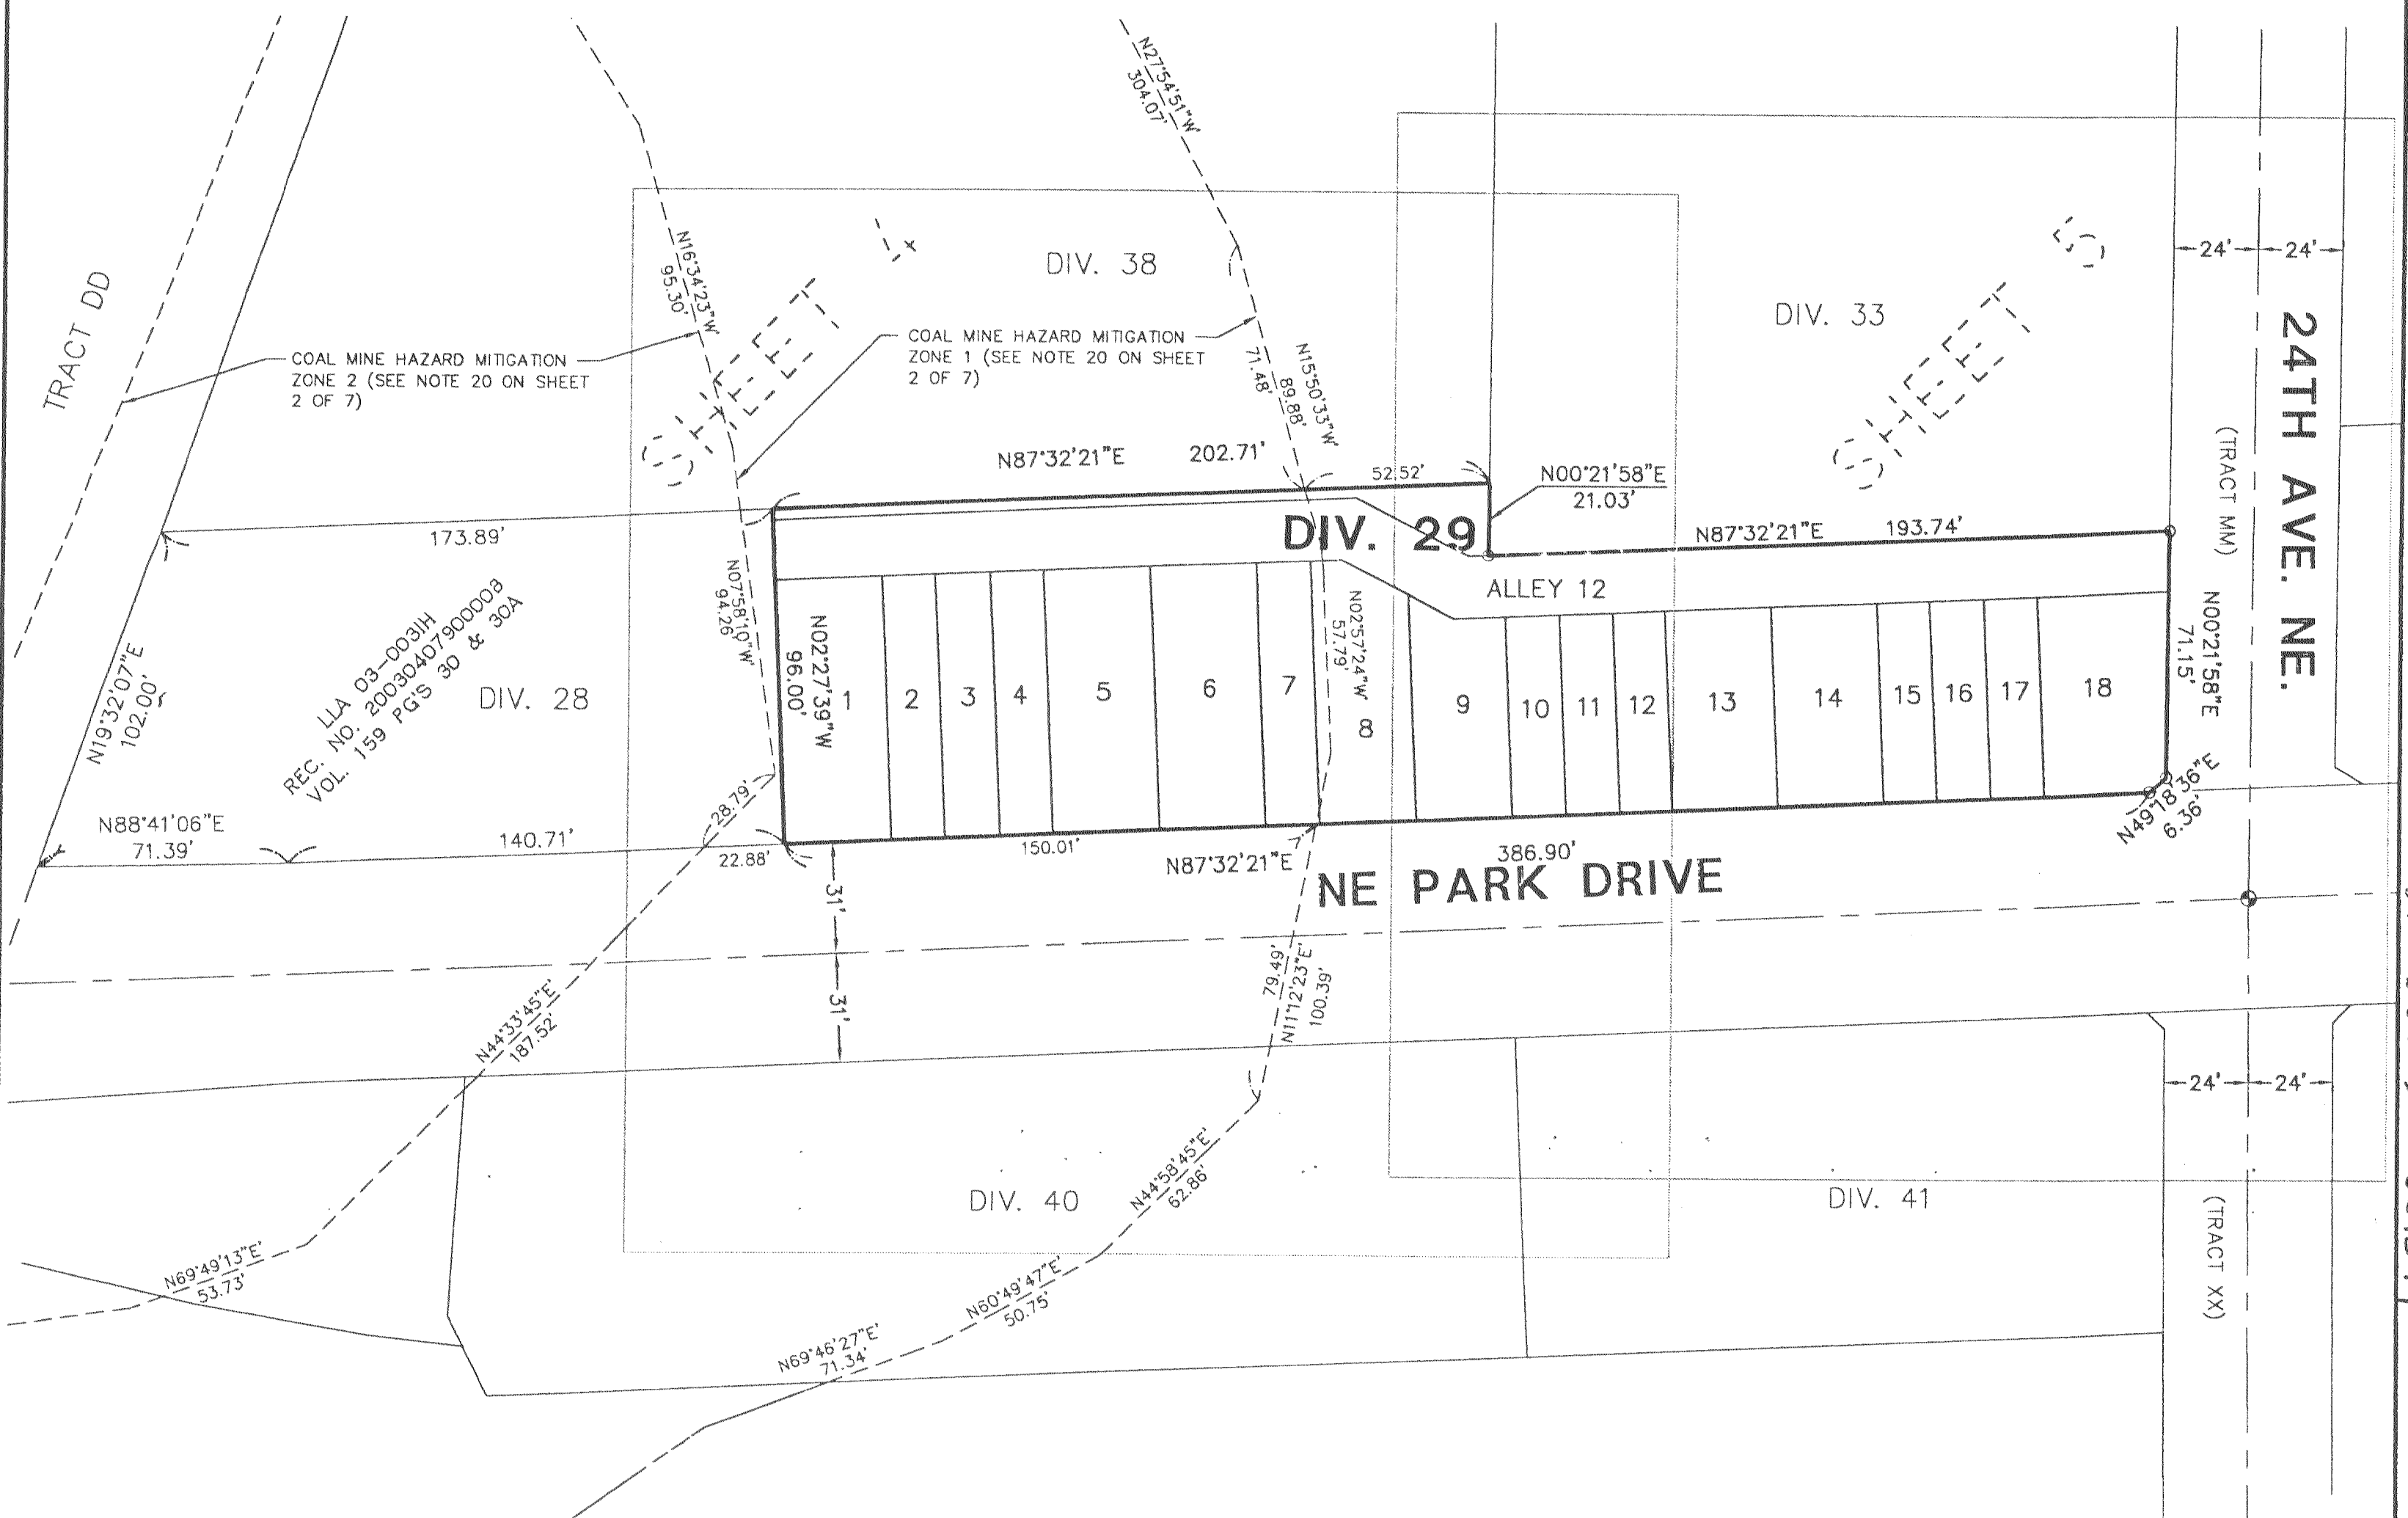 N27°54'51"W
304.07'
DIV. 38
DIV. 33
24'
24'
SHEET 5
24TH AVE. NE.
(TRACT MM)
TRACT DD
N16°34'23"W
95.30'
SHEET
COAL MINE HAZARD MITIGATION
ZONE 2 (SEE NOTE 20 ON SHEET
2 OF 7)
COAL MINE HAZARD MITIGATION
ZONE 1 (SEE NOTE 20 ON SHEET
2 OF 7)
71.48'
N15°50'33"W
89.88'
N87°32'21"E 202.71'
52.52'
N00°21'58"E
21.03'
173.89'
DIV. 29
N87°32'21"E 193.74'
ALLEY 12
N07°58'10"W
94.26'
N02°27'39"W
96.00'
N02°57'24"W
57.79'
N00°21'58"E
71.15'
LLA 03-003IH
REC. NO. 20030407900008
VOL. 159 PG'S 30 & 30A
DIV. 28
N19°32'07"E
102.00'
1 2 3 4 5 6 7 8 9 10 11 12 13 14 15 16 17 18
N49°18'36"E
6.36'
28.79'
N88°41'06"E
71.39'
140.71'
22.88'
150.01'
N87°32'21"E
386.90'
NE PARK DRIVE
31'
31'
79.49'
N11°12'23"E
100.39'
N44°33'45"E
187.52'
24'
24'
DIV. 40
DIV. 41
(TRACT XX)
N44°58'45"E
62.86'
N69°49'13"E
53.73'
N60°49'47"E
50.75'
N69°46'27"E
71.34'